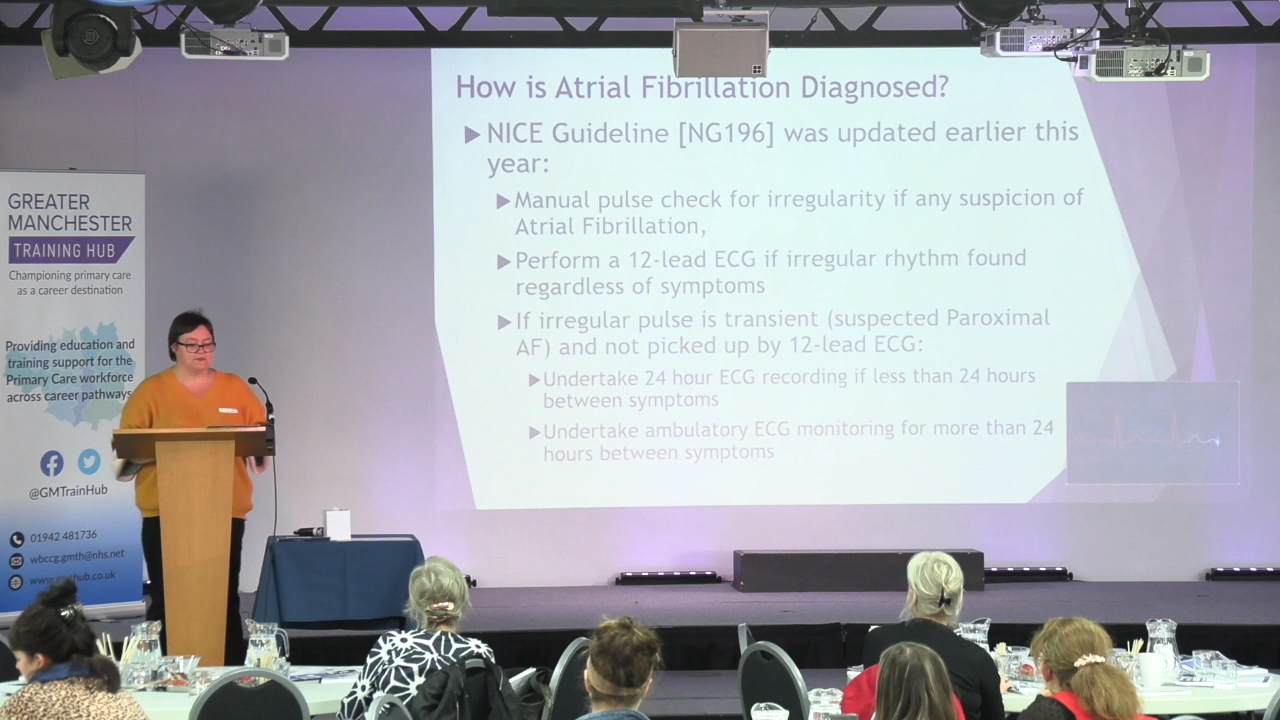 How is Atrial Fibrillation Diagnosed?
NICE Guideline [NG196] was updated earlier this
year:
Manual pulse check for irregularity if any suspicion of
Atrial Fibrillation,
Perform a 12-lead ECG if irregular rhythm found
regardless of symptoms
If irregular pulse is transient (suspected Paroximal
AF) and not picked up by 12-lead ECG:
Undertake 24 hour ECG recording if less than 24 hours
between symptoms
Undertake ambulatory ECG monitoring for more than 24
hours between symptoms
GREATER
MANCHESTER
TRAINING HUB
Championing primary care
as a career destination
Providing education and
training support for the
Primary Care workforce
across career pathways
@GMTrainHub
01942 481736
wbccg.gmth@nhs.net